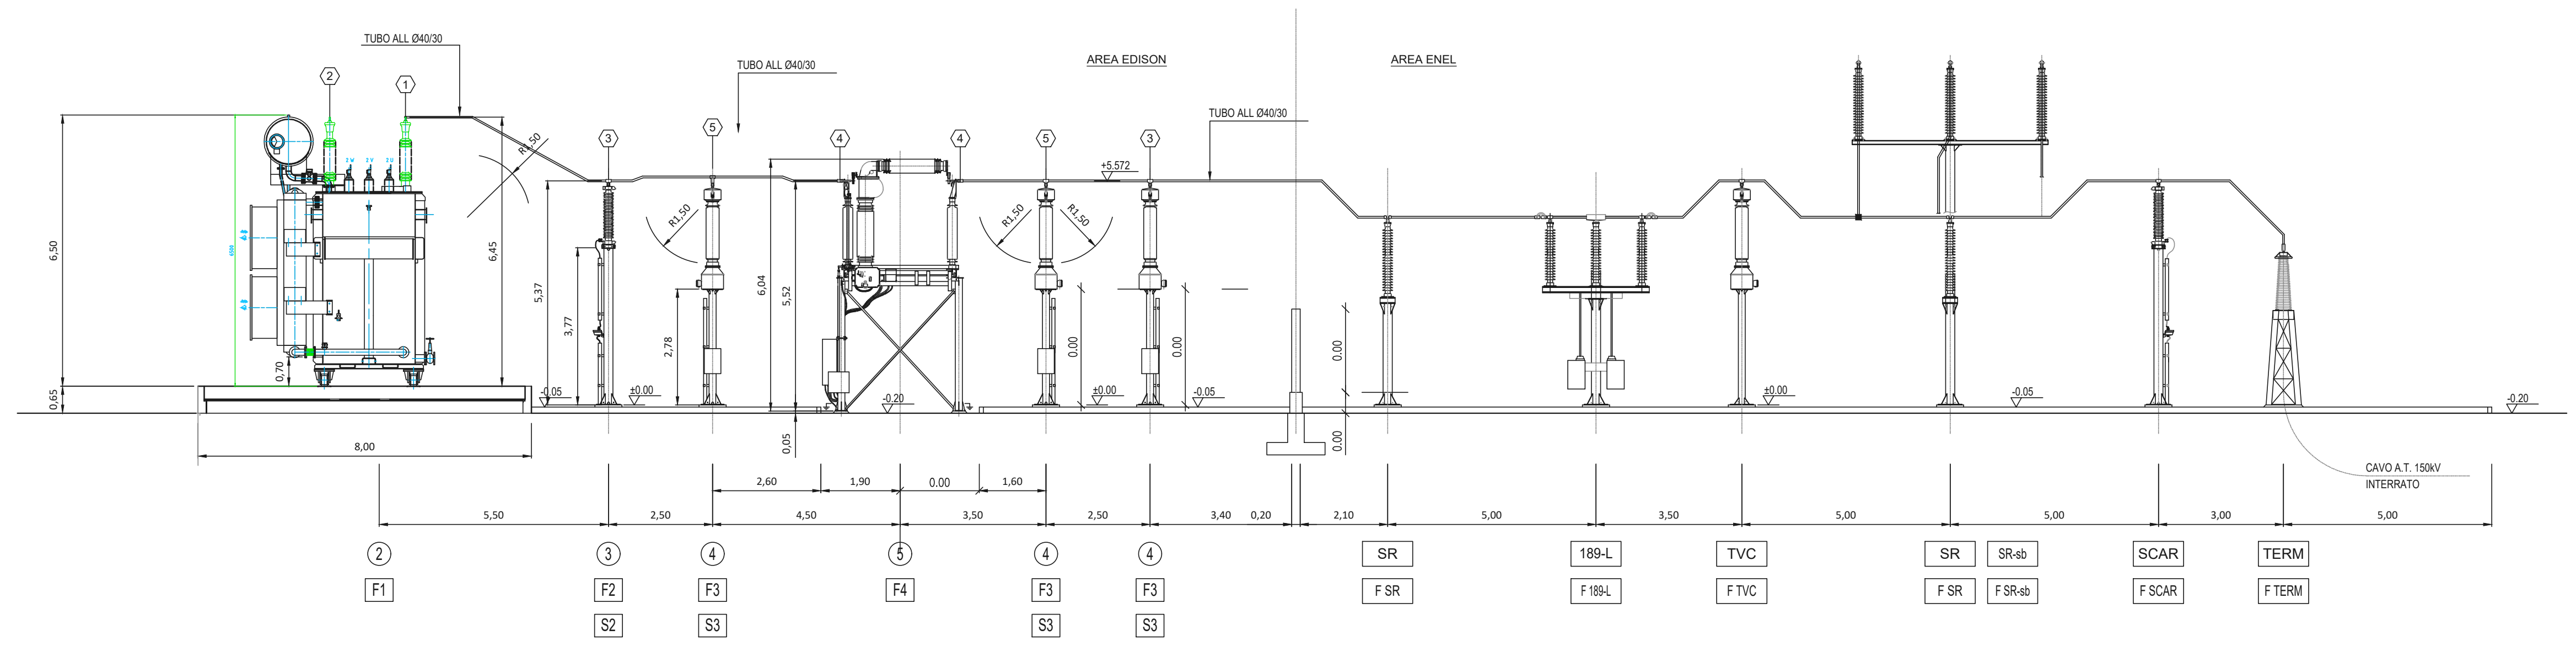 TUBO ALL Ø40/30
TUBO ALL Ø40/30
AREA EDISON
AREA ENEL
TUBO ALL Ø40/30
2
1
3
5
4
4
5
3
Z W
Z V
Z U
R1,50
R1,50
R1,50
R1,50
+5.572
6,50
0,65
0,70
6,45
5,37
3,77
2,78
6,04
5,52
0,05
0.00
0.00
0.00
0.00
-0.05
±0.00
-0.20
±0.00
-0.05
±0.00
-0.05
-0.20
8,00
CAVO A.T. 150kV
INTERRATO
2,60
1,90
0.00
1,60
5,50
2,50
4,50
3,50
2,50
3,40
0,20
2,10
5,00
3,50
5,00
5,00
3,00
5,00
2
3
4
5
4
4
SR
189-L
TVC
SR
SR-sb
SCAR
TERM
F1
F2
F3
F4
F3
F3
F SR
F 189-L
F TVC
F SR
F SR-sb
F SCAR
F TERM
S2
S3
S3
S3